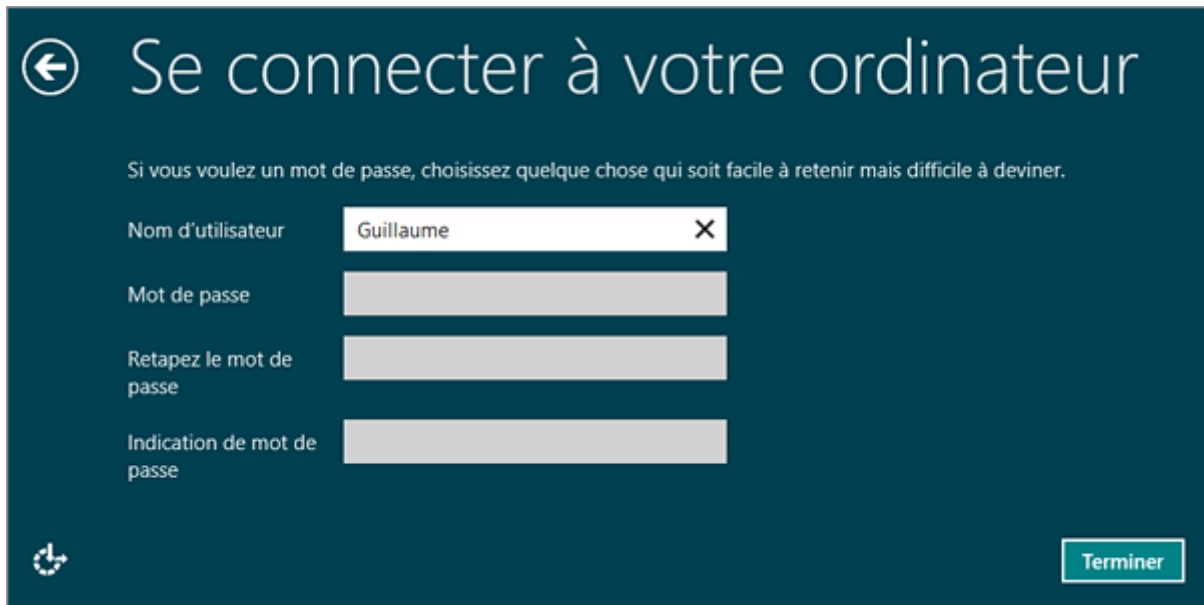 Se connecter à votre ordinateur
Si vous voulez un mot de passe, choisissez quelque chose qui soit facile à retenir mais difficile à deviner.
Nom d'utilisateur
Guillaume
Mot de passe
Retapez le mot de
passe
Indication de mot de
passe
Terminer